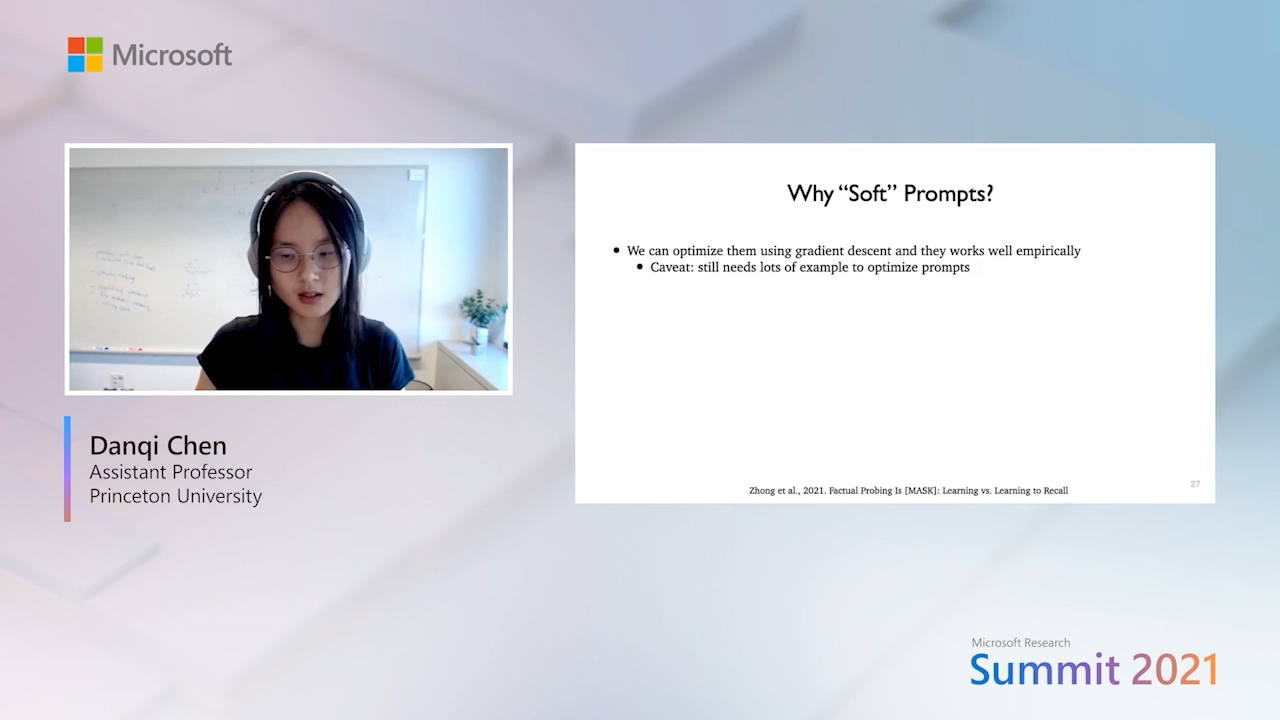 Microsoft
Danqi Chen
Assistant Professor
Princeton University
Why “Soft” Prompts?
• We can optimize them using gradient descent and they works well empirically
• Caveat: still needs lots of example to optimize prompts
Zhong et al., 2021. Factual Probing Is [MASK]: Learning vs. Learning to Recall
27
Microsoft Research
Summit 2021